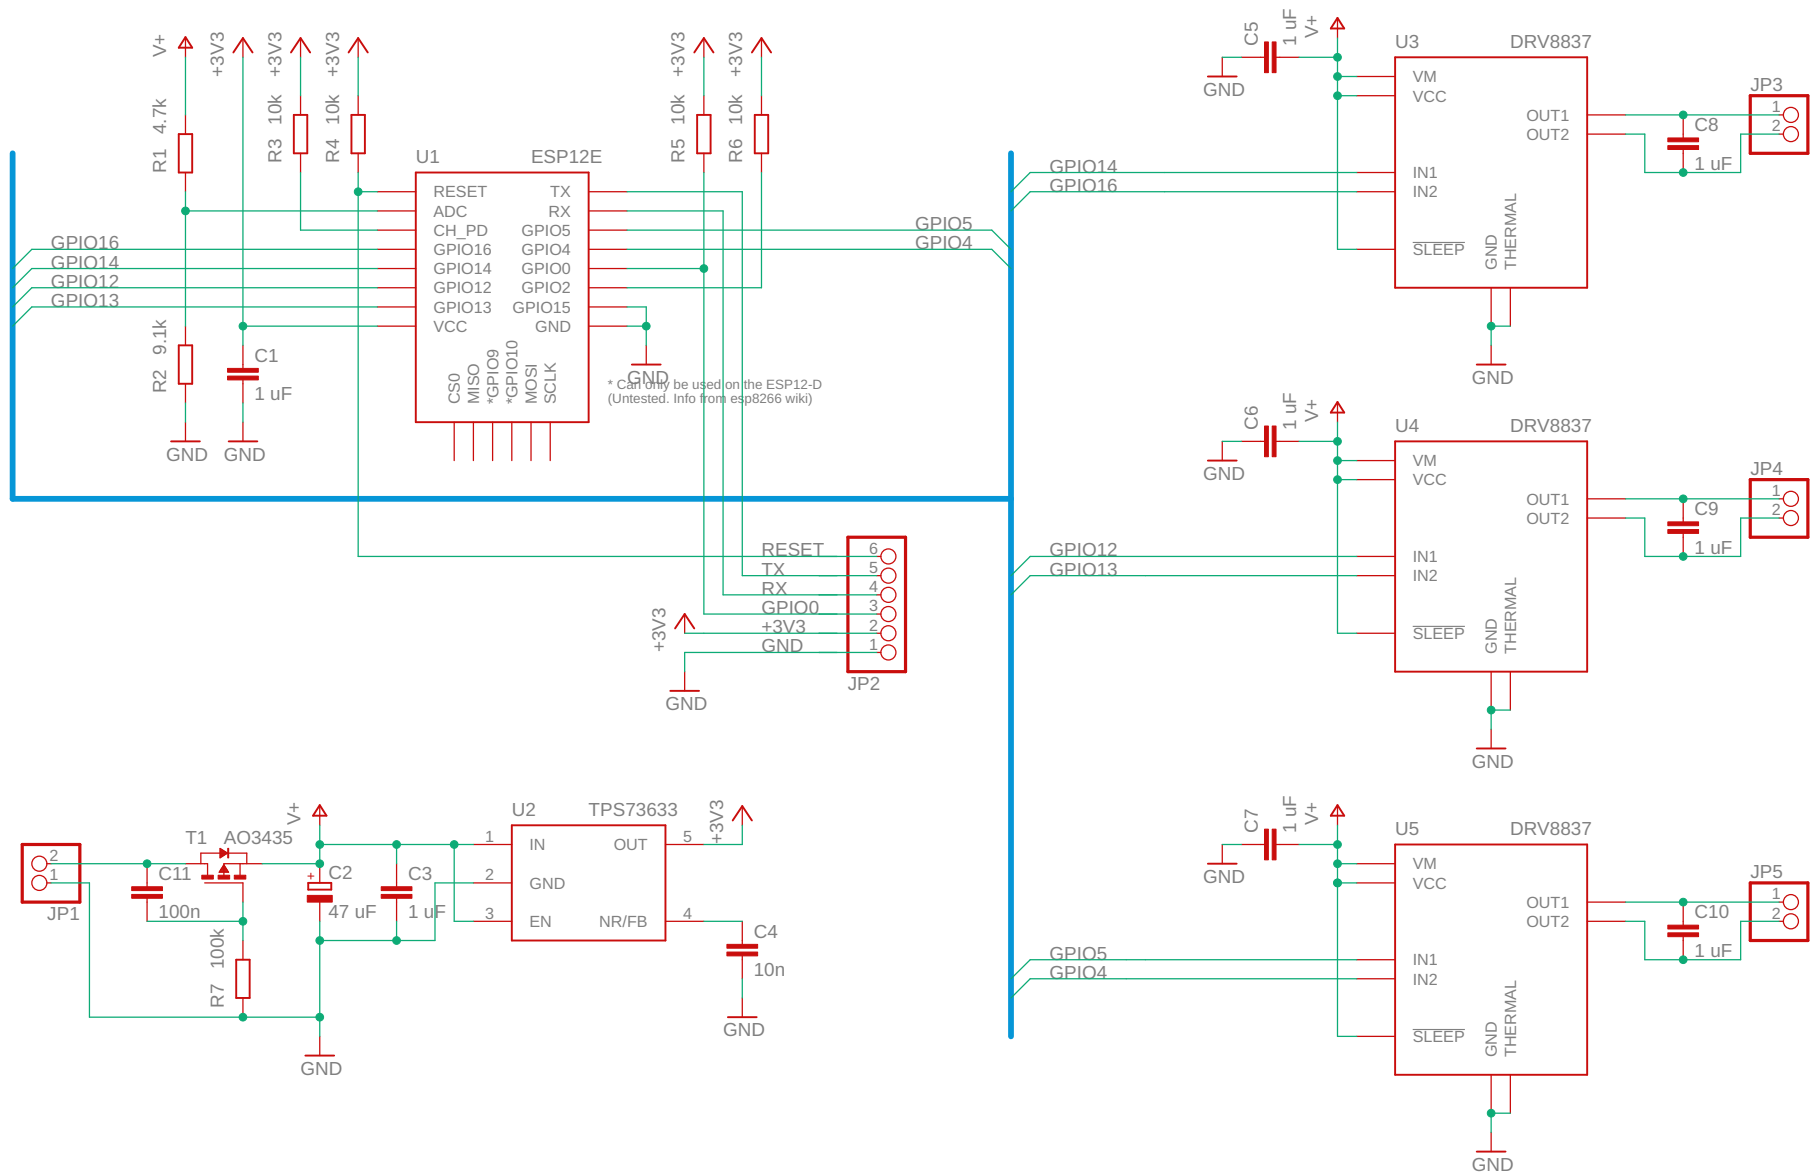 V+
+3V3
+3V3
+3V3
+3V3
+3V3
R1 4.7k
R3 10k
R4 10k
R5 10k
R6 10k
U1 ESP12E
RESET
ADC
CH_PD
GPIO16
GPIO14
GPIO12
GPIO13
VCC
TX
RX
GPIO5
GPIO4
GPIO0
GPIO2
GPIO15
GND
CS0
MISO
*GPIO9
*GPIO10
MOSI
SCLK
GPIO16
GPIO14
GPIO12
GPIO13
GPIO5
GPIO4
R2 9.1k
C1
1 uF
GND
GND
GND
* Can only be used on the ESP12-D
(Untested. Info from esp8266 wiki)
RESET 6
TX 5
RX 4
GPIO0 3
+3V3 2
GND 1
+3V3
GND
JP2
JP1
2
1
C11
100n
T1 AO3435
R7 100k
V+
C2
+
47 uF
C3
1 uF
GND
U2 TPS73633
1 IN
2 GND
3 EN
OUT 5
NR/FB 4
+3V3
C4
10n
GND
C5 1 uF
V+
GND
U3 DRV8837
VM
VCC
OUT1
OUT2
IN1
IN2
SLEEP
GND
THERMAL
GND
GPIO14
GPIO16
C8
1 uF
JP3
1
2
C6 1 uF
V+
GND
U4 DRV8837
VM
VCC
OUT1
OUT2
IN1
IN2
SLEEP
GND
THERMAL
GND
GPIO12
GPIO13
C9
1 uF
JP4
1
2
C7 1 uF
V+
GND
U5 DRV8837
VM
VCC
OUT1
OUT2
IN1
IN2
SLEEP
GND
THERMAL
GND
GPIO5
GPIO4
C10
1 uF
JP5
1
2